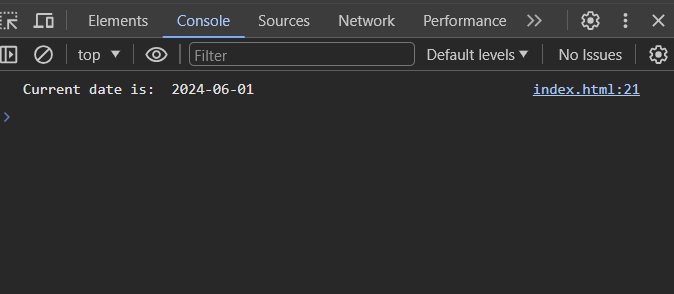 Elements Console Sources Network Performance
top Filter Default levels No Issues
Current date is:  2024-06-01 index.html:21